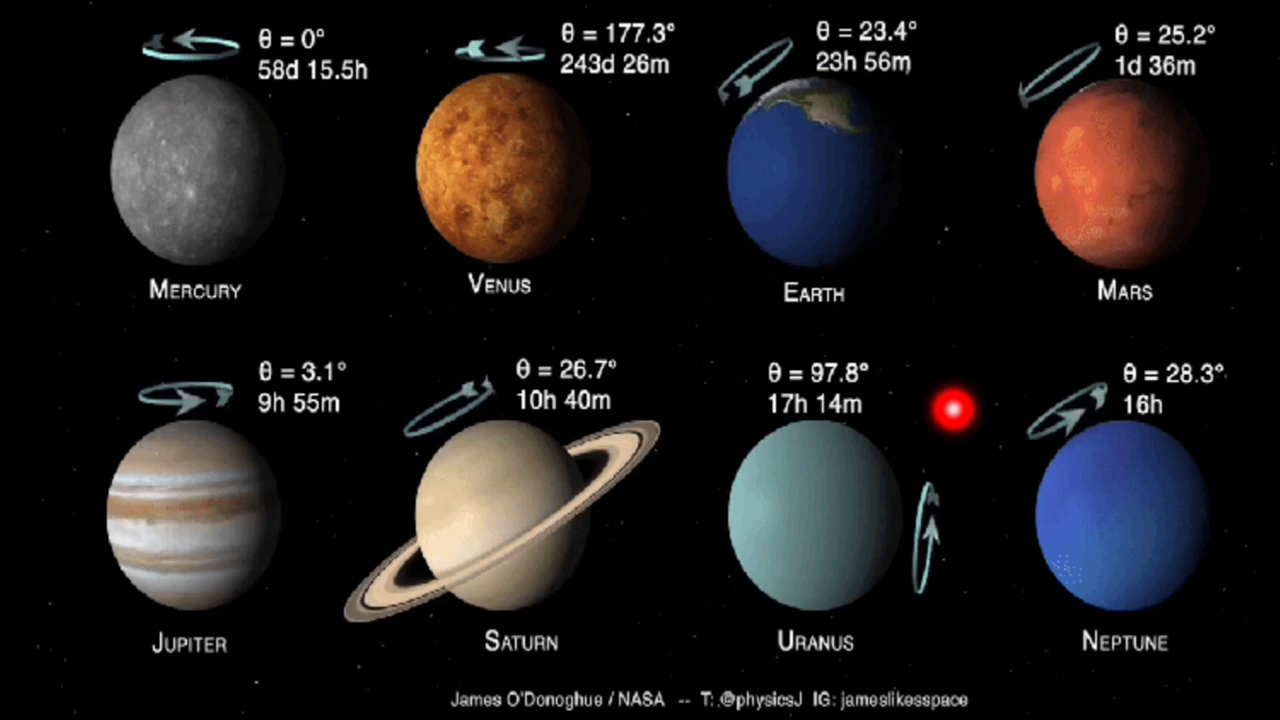 θ = 0°
58d 15.5h
θ = 177.3°
243d 26m
θ = 23.4°
23h 56m
θ = 25.2°
1d 36m
Mercury
Venus
Earth
Mars
θ = 3.1°
9h 55m
θ = 26.7°
10h 40m
θ = 97.8°
17h 14m
θ = 28.3°
16h
Jupiter
Saturn
Uranus
Neptune
James O'Donoghue / NASA -- T: @physicsJ IG: jameslikesspace